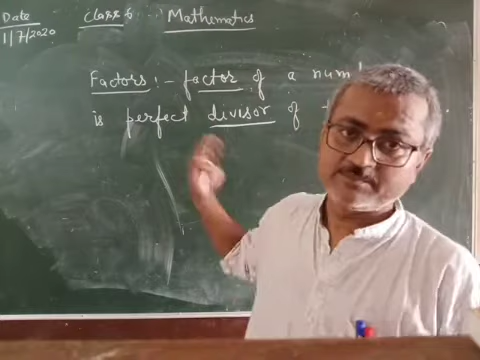 Date Class 6 Mathematics
1/7/2020
Factors :- factor of a
is perfect divisor of